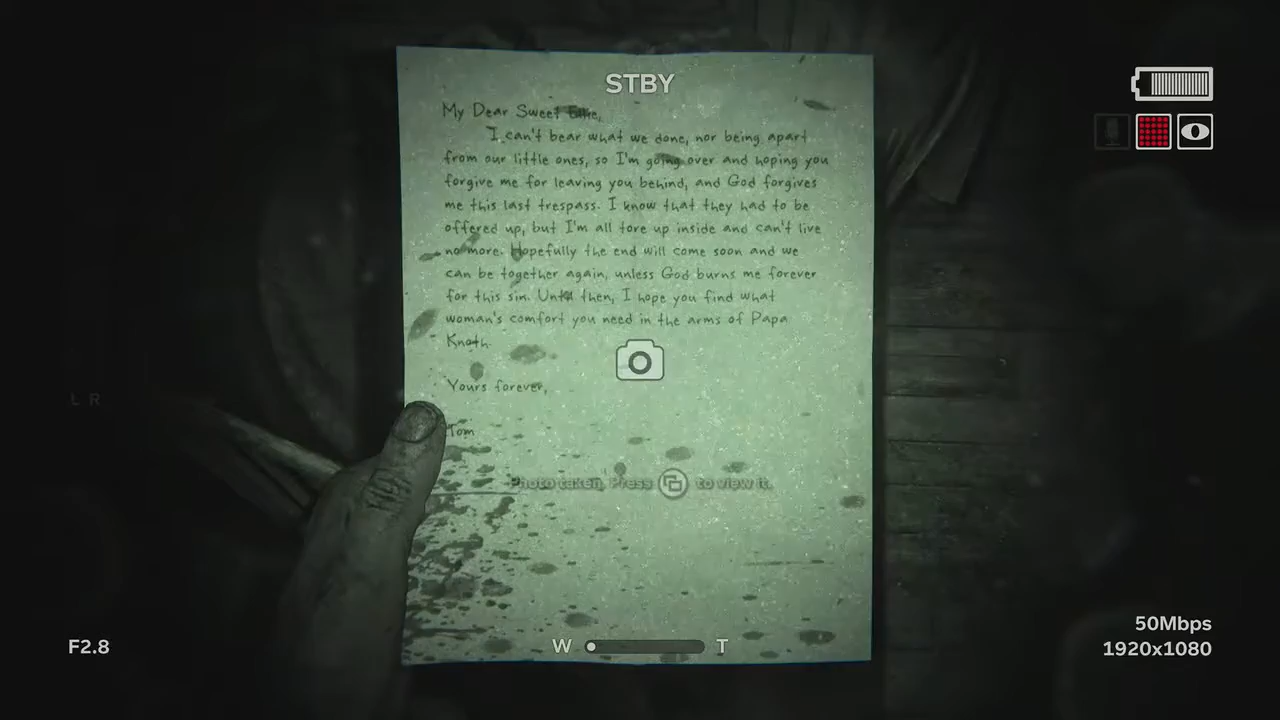 STBY
My Dear Sweet
I can't bear what we done, nor being apart
from our little ones, so I'm going over and hoping you
forgive me for leaving you behind, and God forgives
me this last trespass. I know that they had to be
offered up, but I'm all tore up inside and can't live
no more. Hopefully the end will come soon and we
can be together again, unless God burns me forever
for this sin. Until then, I hope you find what
woman's comfort you need in the arms of Papa
Knoth.
Yours forever,
Tom
L R
Photo taken. Press to view it.
F2.8
W T
50Mbps
1920x1080